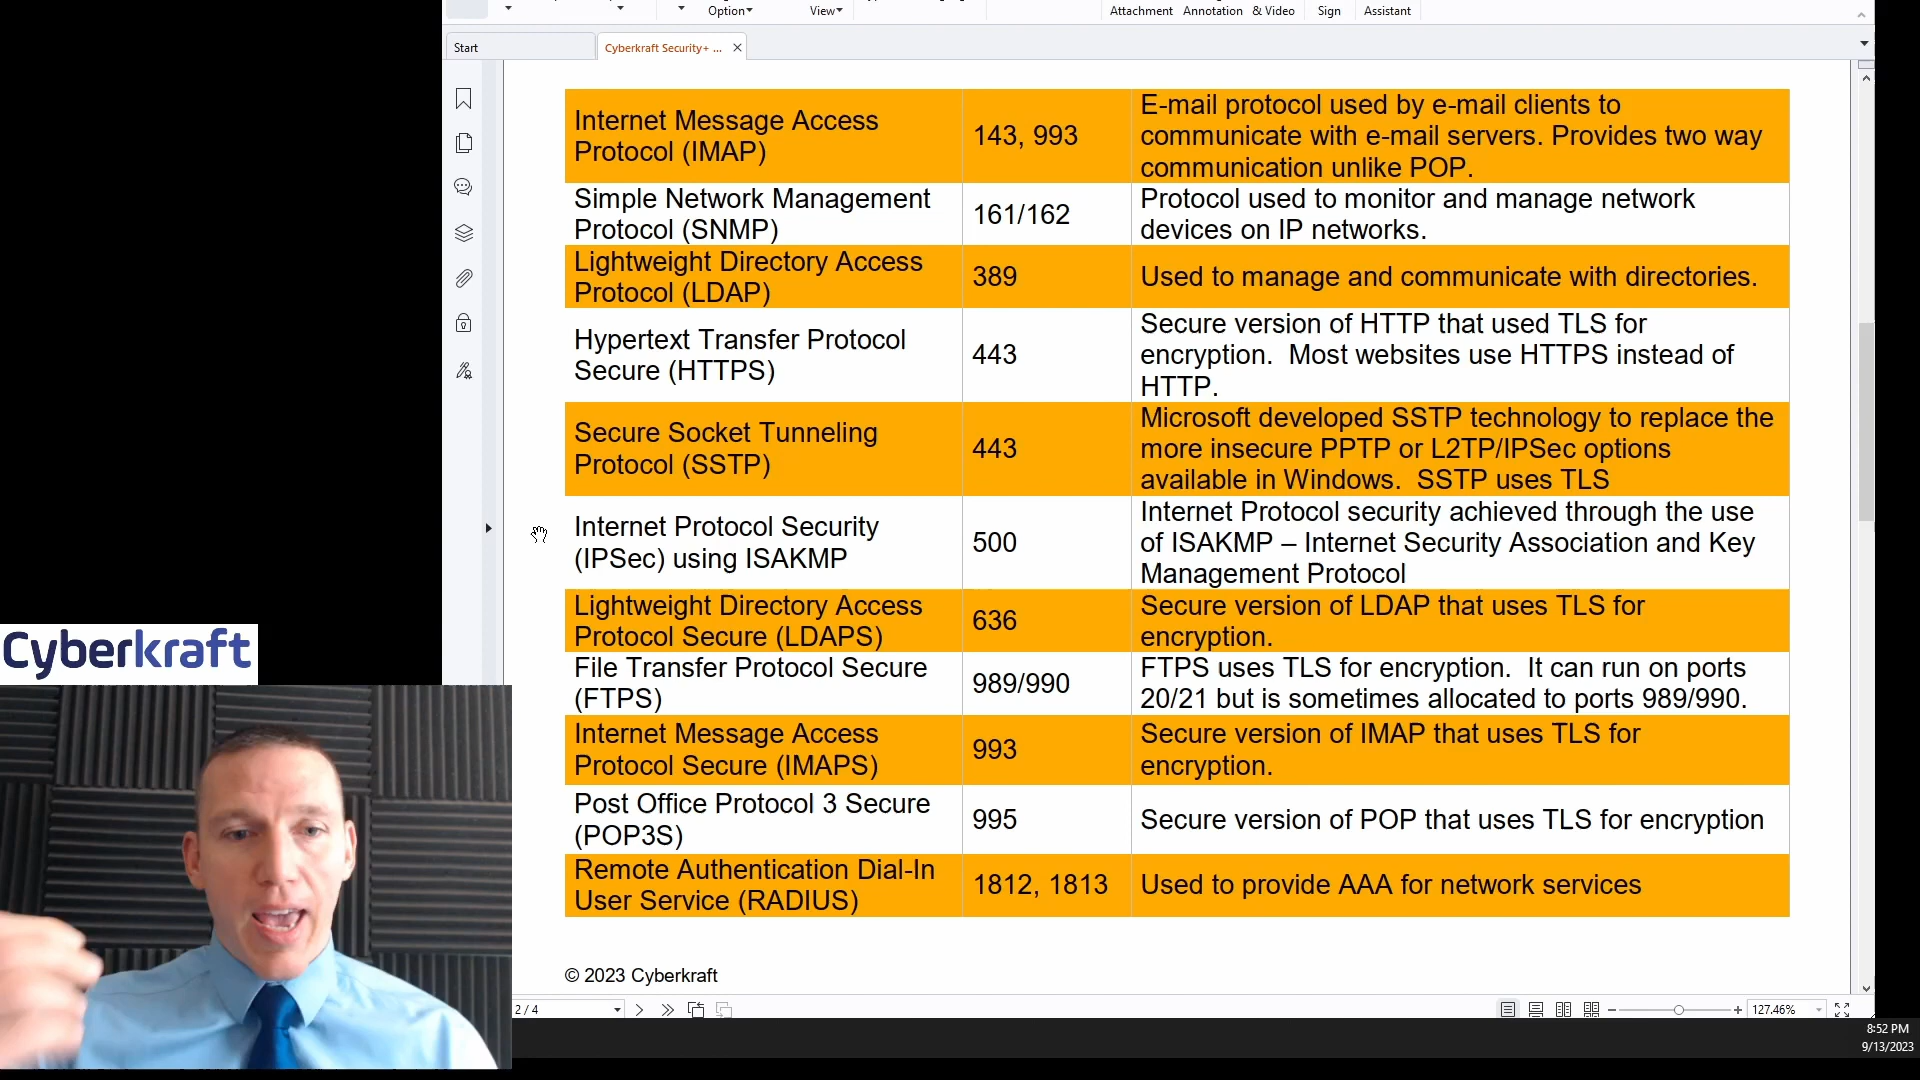 Option
View
Attachment
Annotation
& Video
Sign
Assistant
Start
Cyberkraft Security+ ...
Internet Message Access
Protocol (IMAP)
143, 993
E-mail protocol used by e-mail clients to
communicate with e-mail servers. Provides two way
communication unlike POP.
Simple Network Management
Protocol (SNMP)
161/162
Protocol used to monitor and manage network
devices on IP networks.
Lightweight Directory Access
Protocol (LDAP)
389
Used to manage and communicate with directories.
Hypertext Transfer Protocol
Secure (HTTPS)
443
Secure version of HTTP that used TLS for
encryption.  Most websites use HTTPS instead of
HTTP.
Secure Socket Tunneling
Protocol (SSTP)
443
Microsoft developed SSTP technology to replace the
more insecure PPTP or L2TP/IPSec options
available in Windows.  SSTP uses TLS
Internet Protocol Security
(IPSec) using ISAKMP
500
Internet Protocol security achieved through the use
of ISAKMP – Internet Security Association and Key
Management Protocol
Lightweight Directory Access
Protocol Secure (LDAPS)
636
Secure version of LDAP that uses TLS for
encryption.
File Transfer Protocol Secure
(FTPS)
989/990
FTPS uses TLS for encryption.  It can run on ports
20/21 but is sometimes allocated to ports 989/990.
Internet Message Access
Protocol Secure (IMAPS)
993
Secure version of IMAP that uses TLS for
encryption.
Post Office Protocol 3 Secure
(POP3S)
995
Secure version of POP that uses TLS for encryption
Remote Authentication Dial-In
User Service (RADIUS)
1812, 1813
Used to provide AAA for network services
© 2023 Cyberkraft
Cyberkraft
2 / 4
127.46%
8:52 PM
9/13/2023